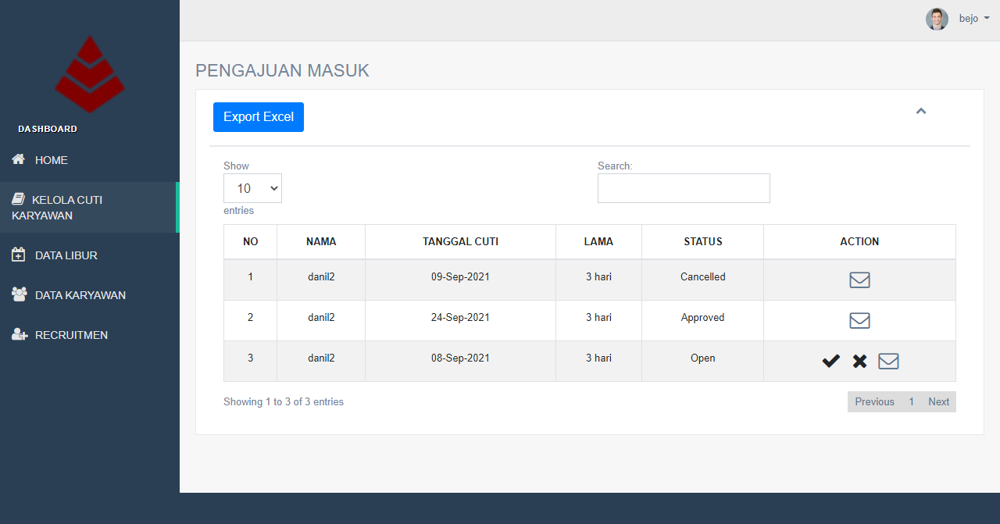 bejo
DASHBOARD
HOME
KELOLA CUTI
KARYAWAN
DATA LIBUR
DATA KARYAWAN
RECRUITMEN
PENGAJUAN MASUK
Export Excel
Show
10
entries
Search:
NO NAMA TANGGAL CUTI LAMA STATUS ACTION
1 danil2 09-Sep-2021 3 hari Cancelled
2 danil2 24-Sep-2021 3 hari Approved
3 danil2 08-Sep-2021 3 hari Open
Showing 1 to 3 of 3 entries
Previous 1 Next